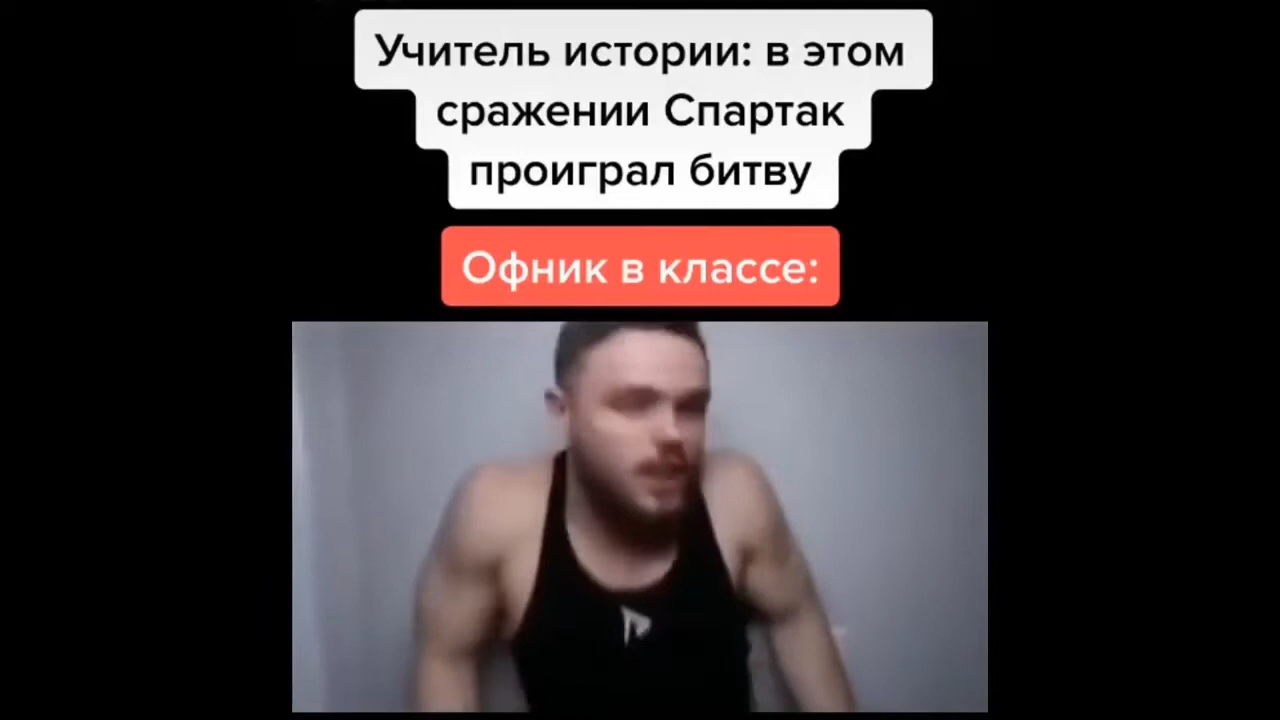 Учитель истории: в этом
сражении Спартак
проиграл битву
Офник в классе: